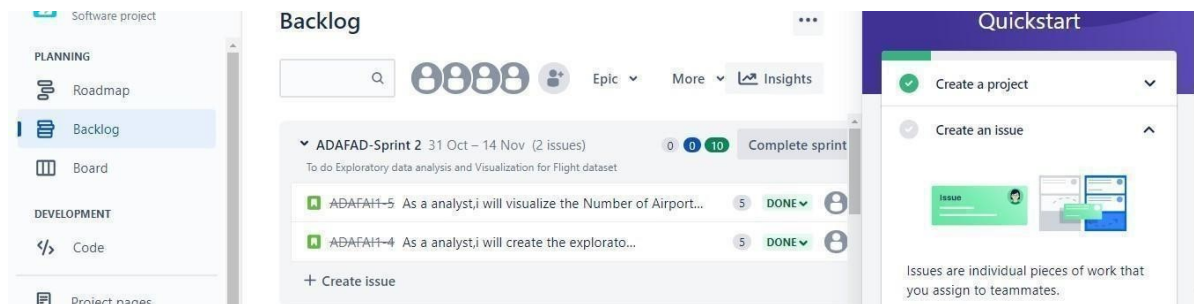 Software project
PLANNING
Roadmap
Backlog
Board
DEVELOPMENT
Code
Project pages
Backlog
Epic
More
Insights
ADAFAD-Sprint 2 31 Oct – 14 Nov (2 issues) 0 0 10 Complete sprint
To do Exploratory data analysis and Visualization for Flight dataset
ADAFAI1-5 As a analyst,i will visualize the Number of Airport... 5 DONE
ADAFAI1-4 As a analyst,i will create the explorato... 5 DONE
+ Create issue
Quickstart
Create a project
Create an issue
Issue
Issues are individual pieces of work that
you assign to teammates.